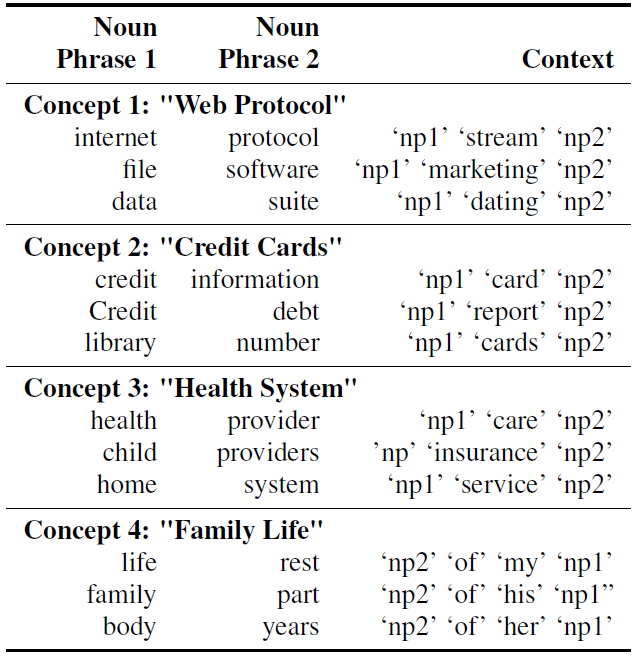 Noun Noun
Phrase 1 Phrase 2 Context
Concept 1: "Web Protocol"
internet protocol ‘np1’ ‘stream’ ‘np2’
file software ‘np1’ ‘marketing’ ‘np2’
data suite ‘np1’ ‘dating’ ‘np2’
Concept 2: "Credit Cards"
credit information ‘np1’ ‘card’ ‘np2’
Credit debt ‘np1’ ‘report’ ‘np2’
library number ‘np1’ ‘cards’ ‘np2’
Concept 3: "Health System"
health provider ‘np1’ ‘care’ ‘np2’
child providers ’np’ ‘insurance’ ‘np2’
home system ‘np1’ ‘service’ ‘np2’
Concept 4: "Family Life"
life rest ‘np2’ ‘of’ ‘my’ ‘np1’
family part ‘np2’ ‘of’ ‘his’ ‘np1”
body years ‘np2’ ‘of’ ‘her’ ‘np1’